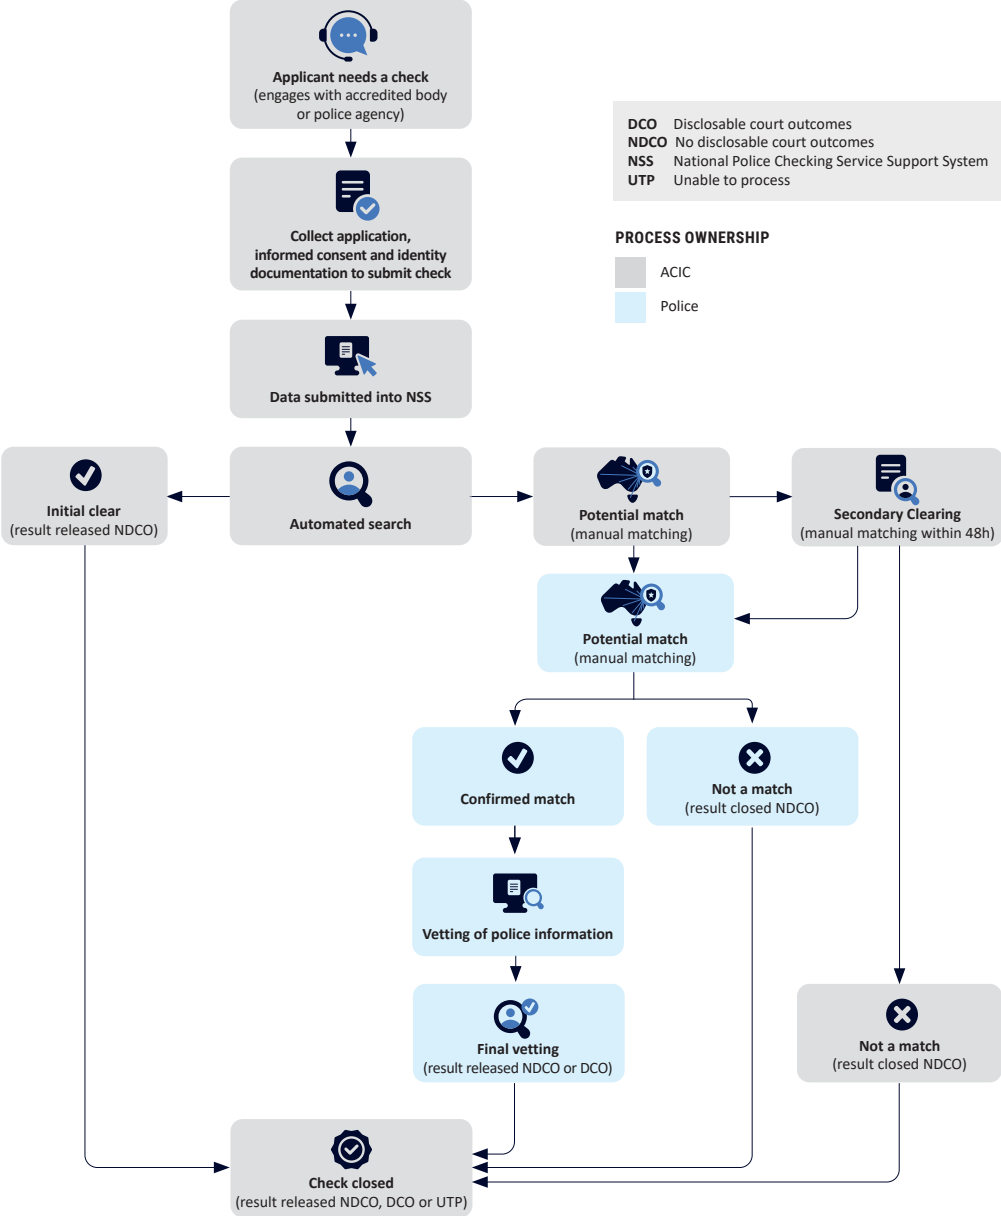 Applicant needs a check
(engages with accredited body
or police agency)
DCO Disclosable court outcomes
NDCO No disclosable court outcomes
NSS National Police Checking Service Support System
UTP Unable to process
PROCESS OWNERSHIP
ACIC
Police
Collect application,
informed consent and identity
documentation to submit check
Data submitted into NSS
Initial clear
(result released NDCO)
Automated search
Potential match
(manual matching)
Secondary Clearing
(manual matching within 48h)
Potential match
(manual matching)
Confirmed match
Not a match
(result closed NDCO)
Vetting of police information
Final vetting
(result released NDCO or DCO)
Not a match
(result closed NDCO)
Check closed
(result released NDCO, DCO or UTP)